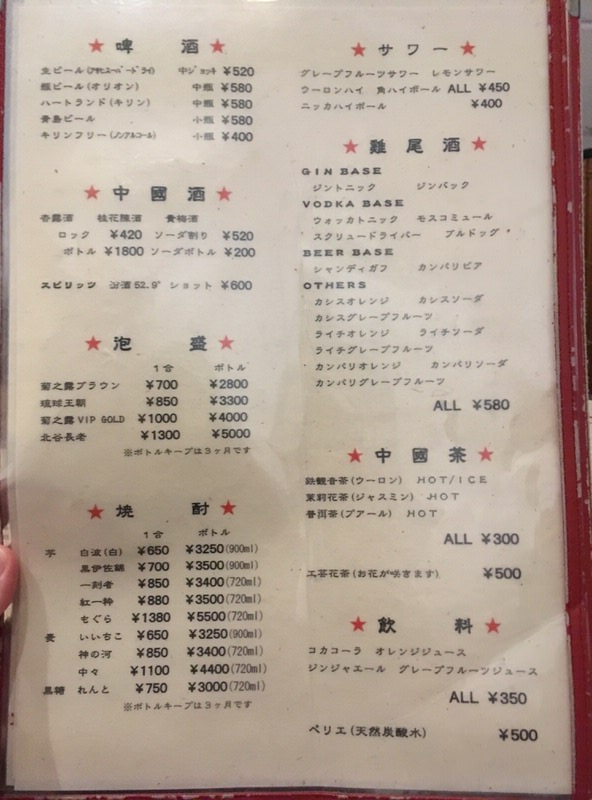 ★ 啤 酒 ★
生ビール(アサヒスーパードライ) 中ジョッキ ¥520
瓶ビール(オリオン) 中瓶 ¥580
ハートランド(キリン) 中瓶 ¥580
青島ビール 小瓶 ¥580
キリンフリー(ノンアルコール) 小瓶 ¥400
★ 中 國 酒 ★
杏露酒 桂花陳酒 貴梅酒
ロック ¥420 ソーダ割り ¥520
ボトル ¥1800 ソーダボトル ¥200
スピリッツ 汾酒52.9° ショット ¥600
★ 泡 盛 ★
1合 ボトル
菊之露ブラウン ¥700 ¥2800
琉球王朝 ¥850 ¥3300
菊之露VIP GOLD ¥1000 ¥4000
北谷長老 ¥1300 ¥5000
※ボトルキープは3ヶ月です
★ 焼 酎 ★
1合 ボトル
芋 白波(白) ¥650 ¥3250(900ml)
黒伊佐錦 ¥700 ¥3500(900ml)
一刻者 ¥850 ¥3400(720ml)
紅一粋 ¥880 ¥3500(720ml)
もぐら ¥1380 ¥5500(720ml)
麦 いいちこ ¥650 ¥3250(900ml)
神の河 ¥850 ¥3400(720ml)
中々 ¥1100 ¥4400(720ml)
黒糖 れんと ¥750 ¥3000(720ml)
※ボトルキープは3ヶ月です
★ サワー ★
グレープフルーツサワー レモンサワー
ウーロンハイ 角ハイボール ALL ¥450
ニッカハイボール ¥400
★ 雞 尾 酒 ★
GIN BASE
ジントニック ジンバック
VODKA BASE
ウォッカトニック モスコミュール
スクリュードライバー ブルドッグ
BEER BASE
シャンディガフ カンパリビア
OTHERS
カシスオレンジ カシスソーダ
カシスグレープフルーツ
ライチオレンジ ライチソーダ
ライチグレープフルーツ
カンパリオレンジ カンパリソーダ
カンパリグレープフルーツ
ALL ¥580
★ 中 國 茶 ★
鉄観音茶(ウーロン) HOT/ICE
茉莉花茶(ジャスミン) HOT
普洱茶(プアール) HOT
ALL ¥300
工芸花茶(お花が咲きます) ¥500
★ 飲 料 ★
コカコーラ オレンジジュース
ジンジャエール グレープフルーツジュース
ALL ¥350
ペリエ(天然炭酸水) ¥500